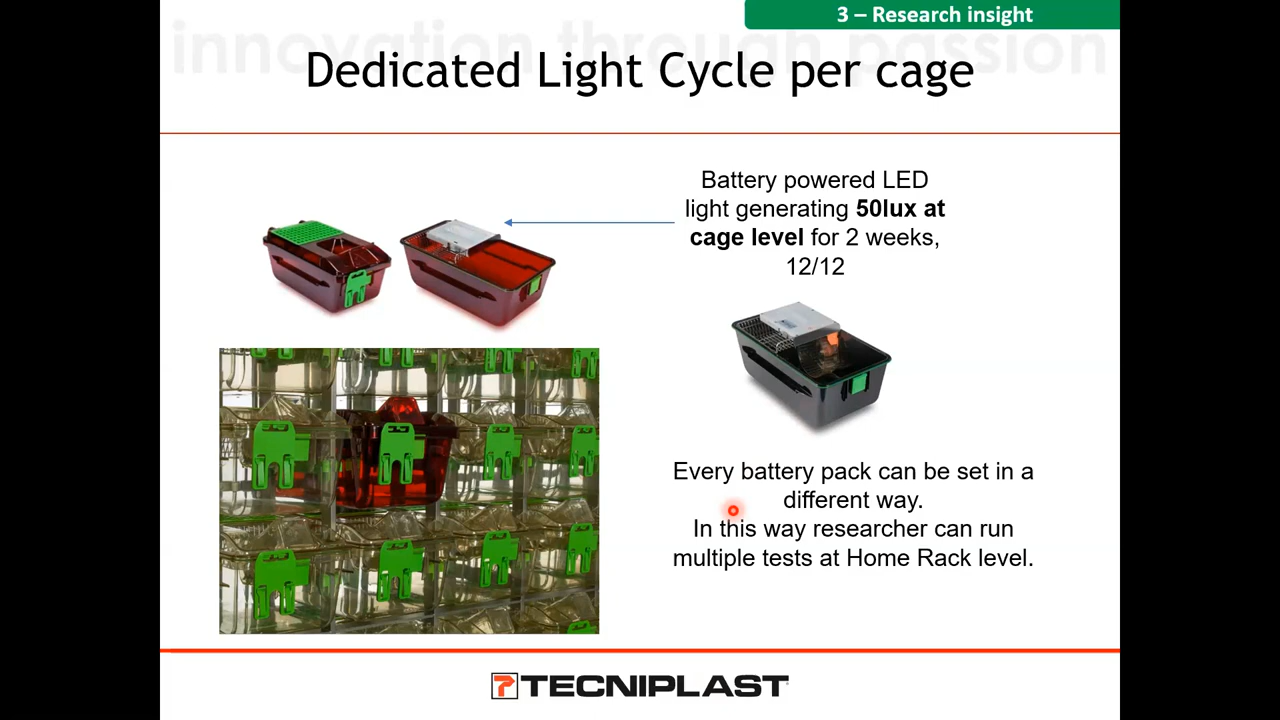 3 – Research insight
innovation through passion
Dedicated Light Cycle per cage
Battery powered LED
light generating 50lux at
cage level for 2 weeks,
12/12
Every battery pack can be set in a
different way.
In this way researcher can run
multiple tests at Home Rack level.
TECNIPLAST